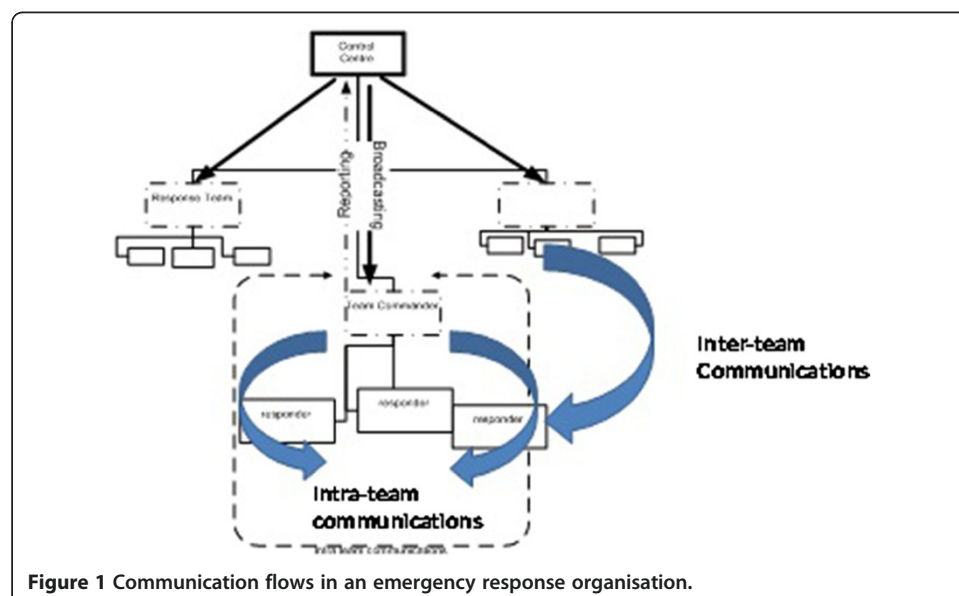 Control
Centre
Reporting
Broadcasting
Response Team
Team Commander
responder
responder
responder
Inter-team
Communications
Intra-team
communications
communications
Figure 1 Communication flows in an emergency response organisation.